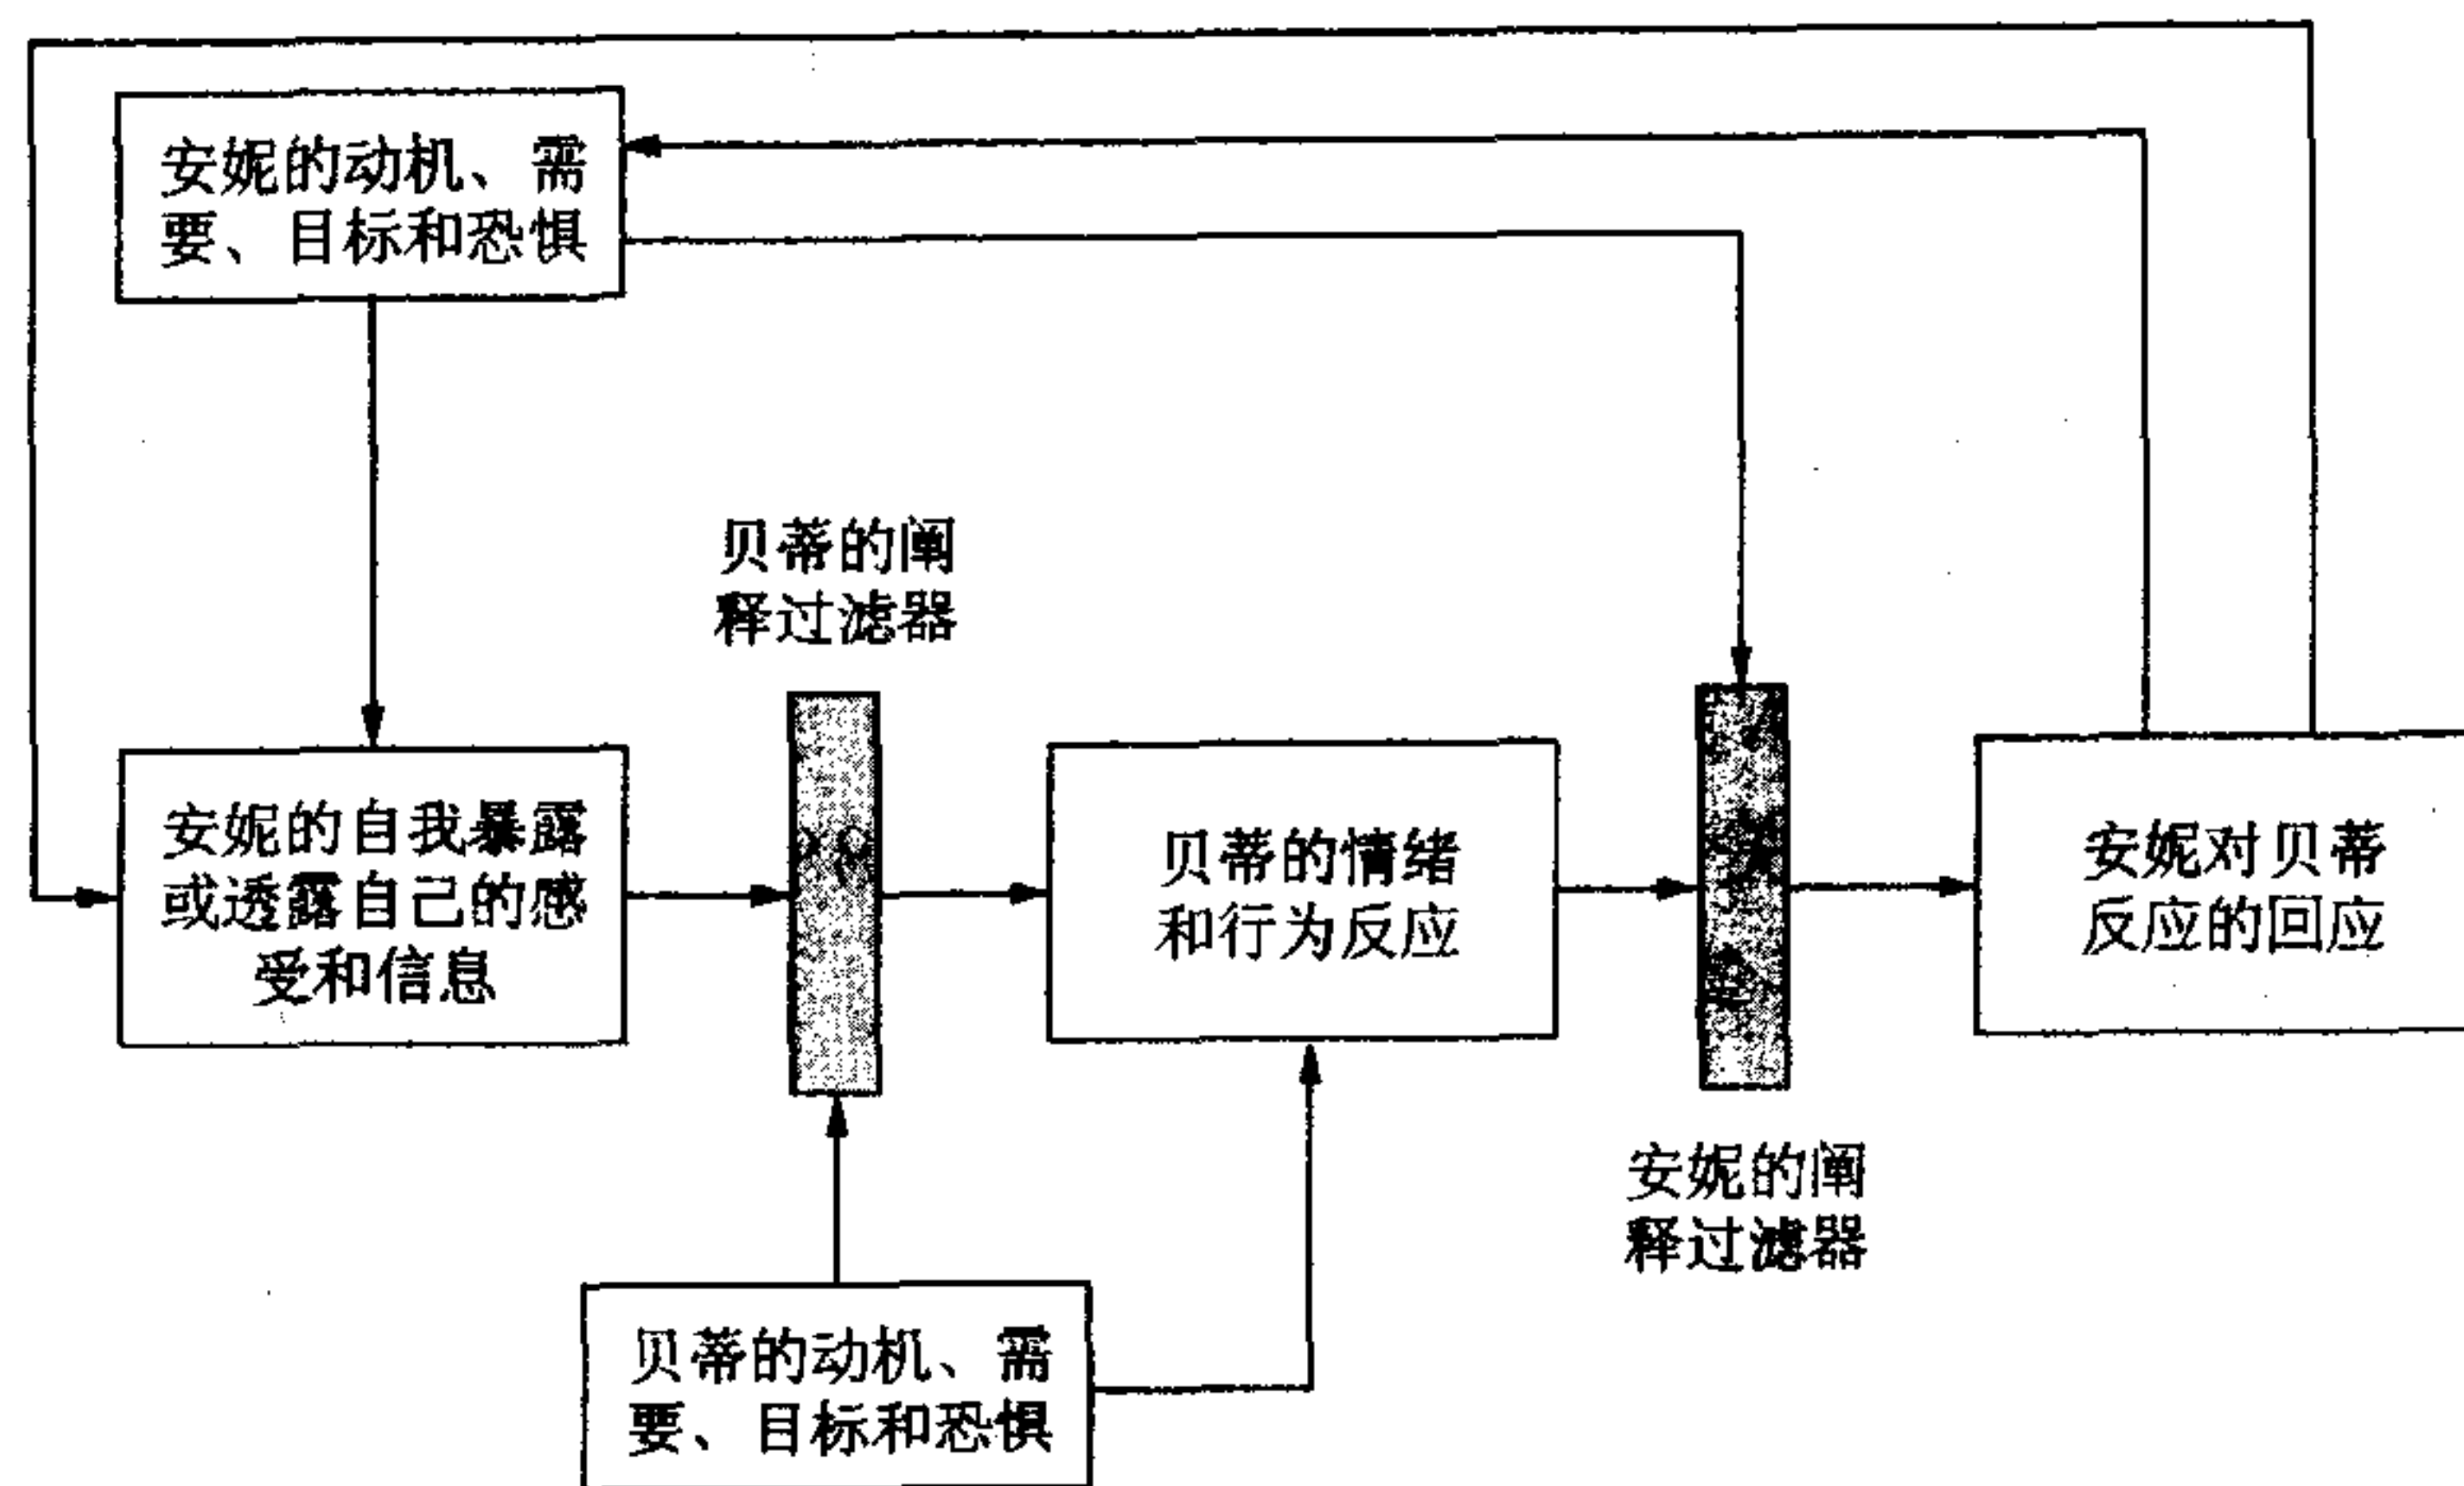 安妮的动机、需
要、目标和恐惧
贝蒂的阐
释过滤器
安妮的自我暴露
或透露自己的感
受和信息
贝蒂的情绪
和行为反应
安妮对贝蒂
反应的回应
安妮的阐
释过滤器
贝蒂的动机、需
要、目标和恐惧